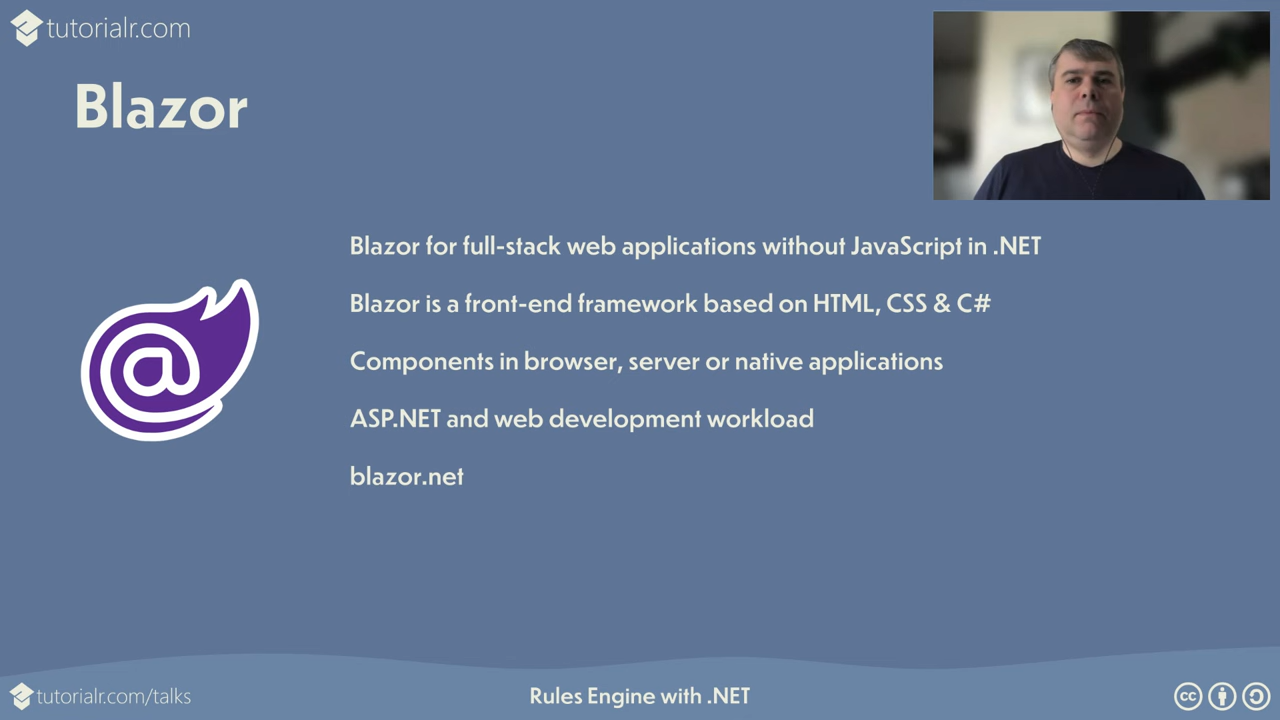 tutorialr.com
Blazor
Blazor for full-stack web applications without JavaScript in .NET
Blazor is a front-end framework based on HTML, CSS & C#
Components in browser, server or native applications
ASP.NET and web development workload
blazor.net
@
tutorialr.com/talks
Rules Engine with .NET
cc